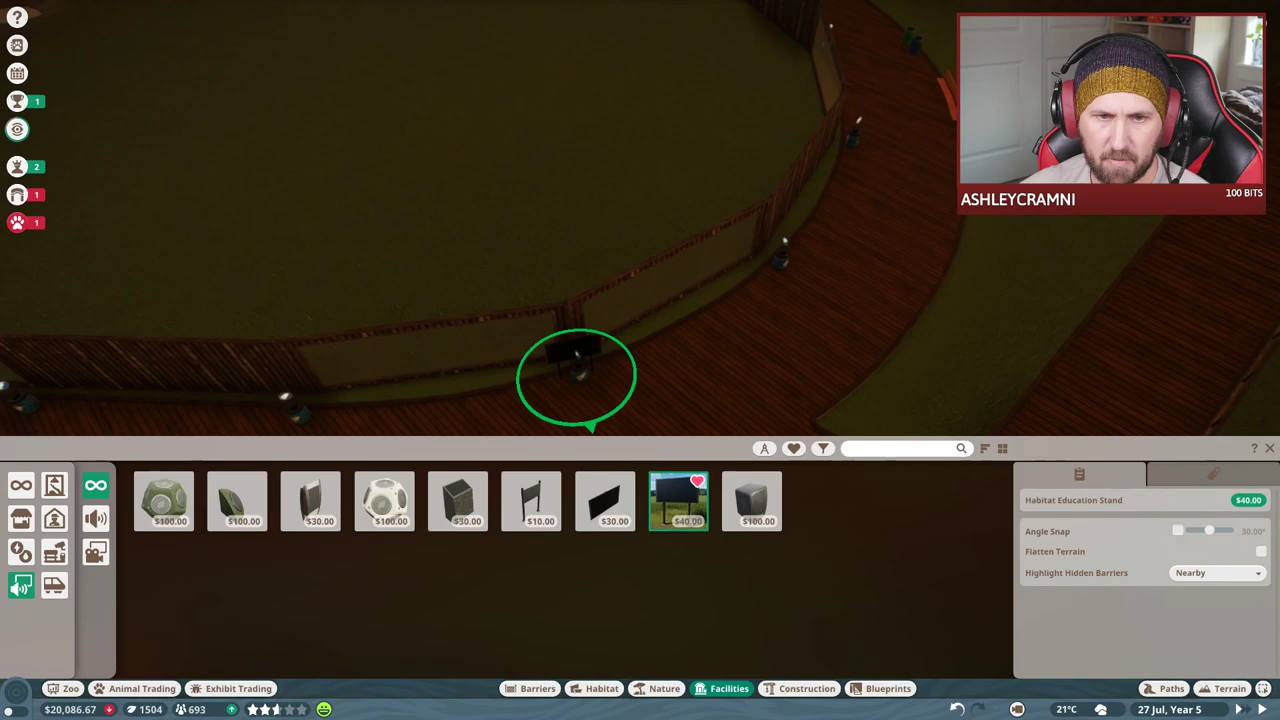 ?
1
2
1
1
ASHLEYCRAMNI
100 BITS
? ×
$100.00
$100.00
$30.00
$100.00
$30.00
$10.00
$30.00
$40.00
$100.00
Habitat Education Stand
$40.00
Angle Snap
30.00°
Flatten Terrain
Highlight Hidden Barriers
Nearby
Zoo
Animal Trading
Exhibit Trading
Barriers
Habitat
Nature
Facilities
Construction
Blueprints
Paths
Terrain
$20,086.67
1504
693
21°C
27 Jul, Year 5